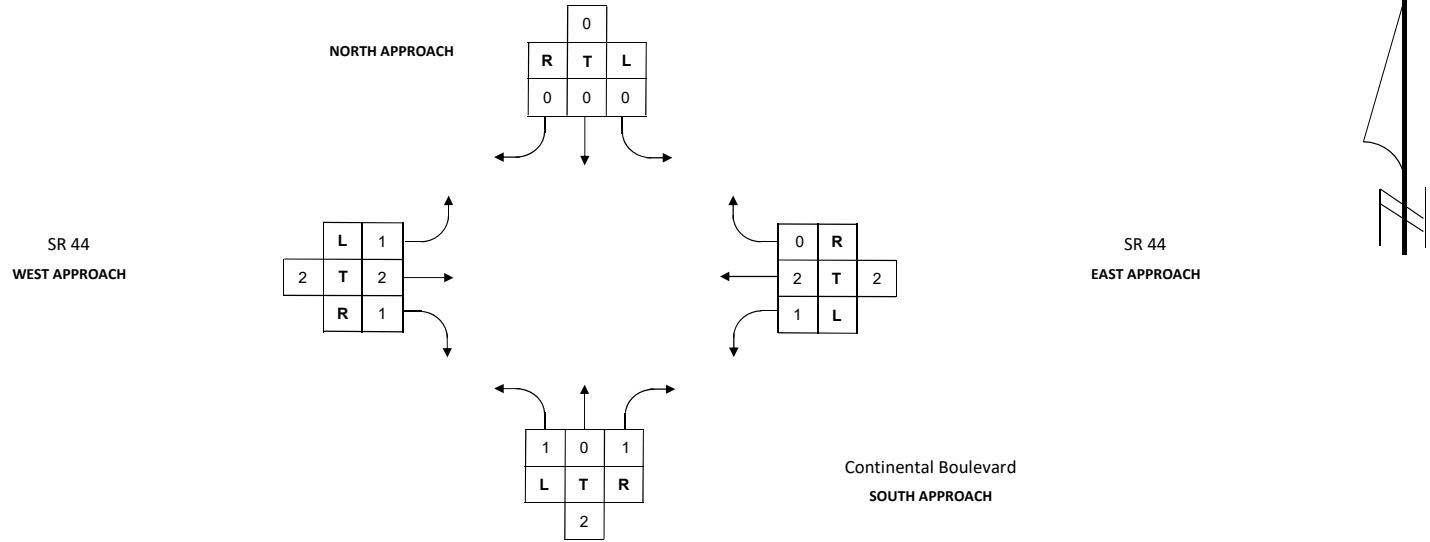 0
NORTH APPROACH
R T L
0 0 0
L 1
0 R
SR 44
SR 44
2 T 2
2 T 2
WEST APPROACH
EAST APPROACH
R 1
1 L
1 0 1
Continental Boulevard
L T R
SOUTH APPROACH
2
N